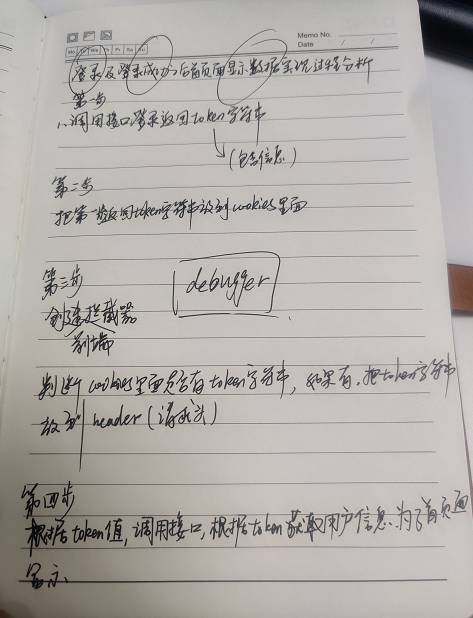 Memo No.
Mo Tu We Th Fr Sa Su
Date / /
登录及登录成功后首页面显示数据实现过程分析
第一步
1、调用接口登录返回token字符串
(包含信息)
第二步
把第一步返回token字符串放到cookies里面
第三步
debugger
创建拦截器
前端
判断cookies里面是否有token字符串,如果有,把token字符串
放到header(请求头)
第四步
根据token值,调用接口,根据token获取用户信息、为了首页面
显示、